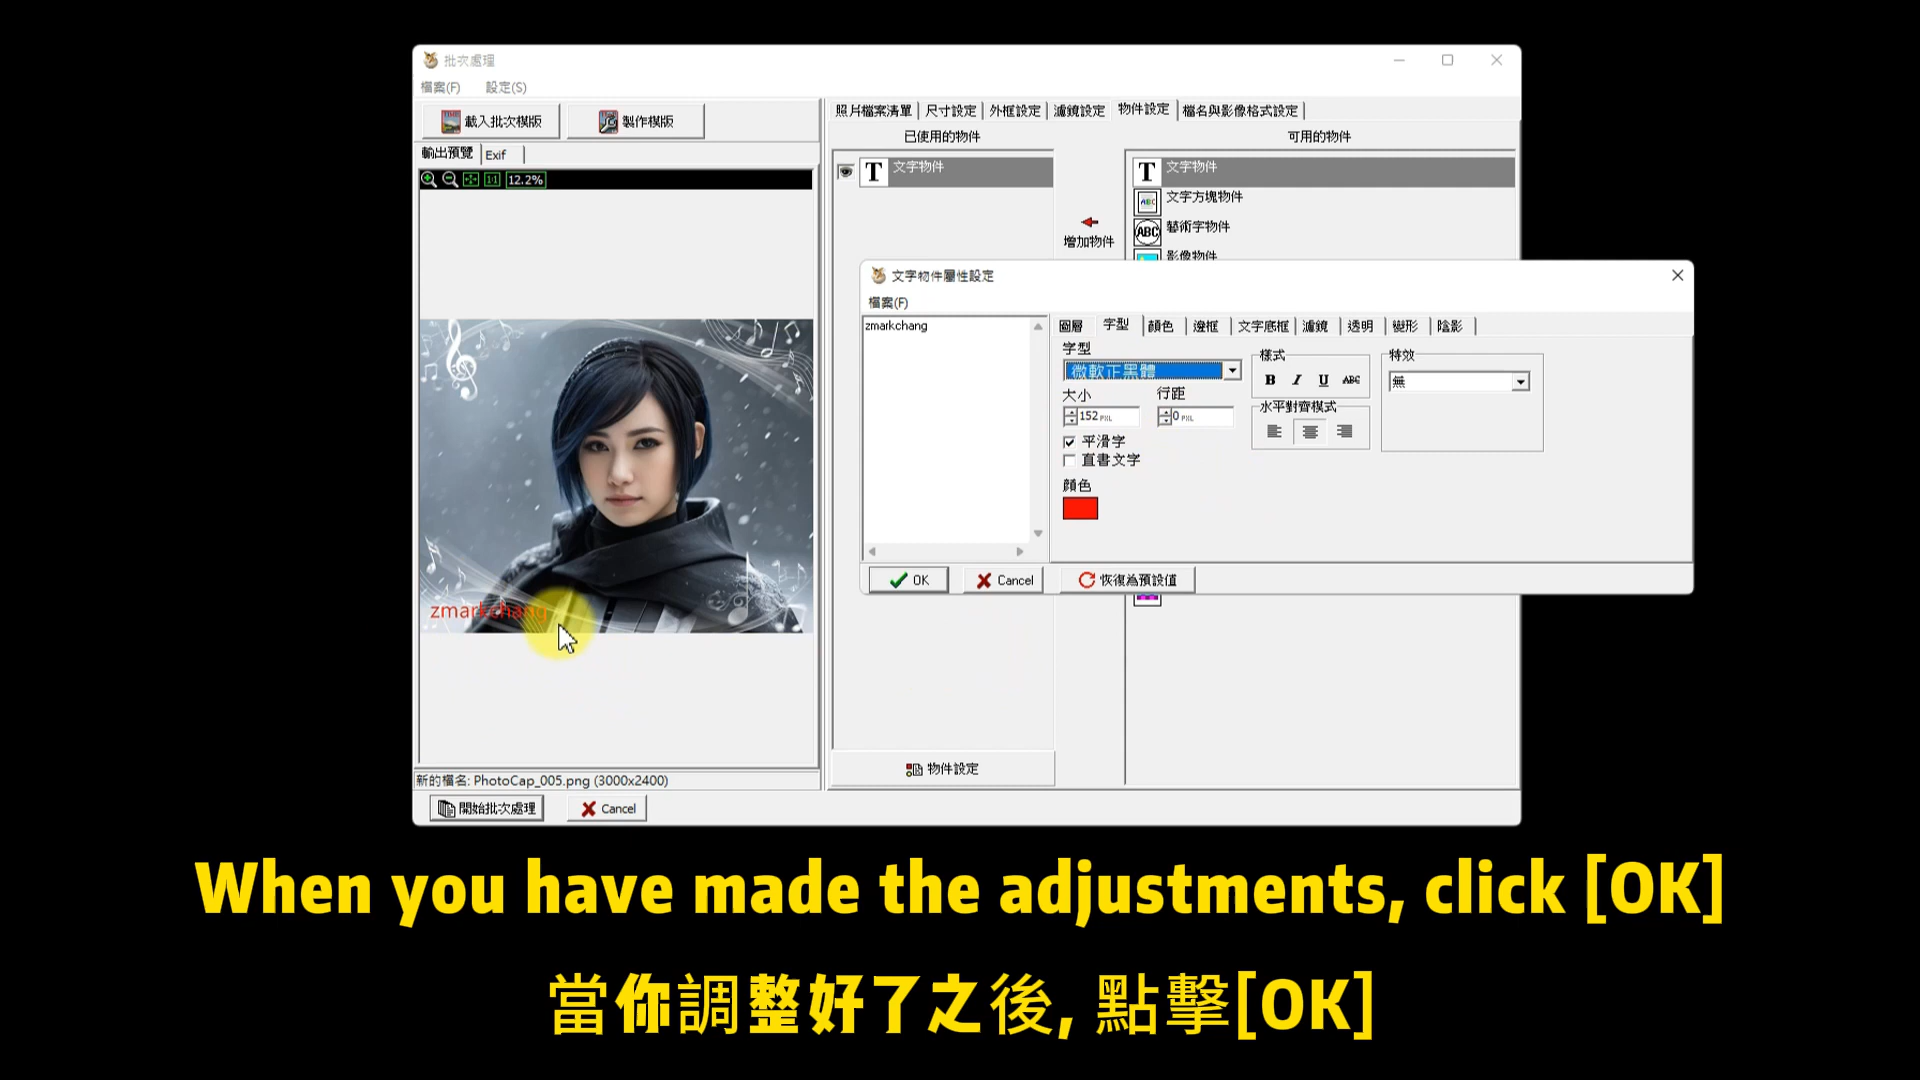 批次處理
檔案(F) 設定(S)
載入批次模版 製作模版
輸出預覽 Exif
12.2%
zmarkchang
新的檔名: PhotoCap_005.png (3000x2400)
開始批次處理 Cancel
照片檔案清單 尺寸設定 外框設定 濾鏡設定 物件設定 檔名與影像格式設定
已使用的物件 可用的物件
T 文字物件
增加物件
T 文字物件
ABC 文字方塊物件
ABC 藝術字物件
影像物件
物件設定
文字物件屬性設定
檔案(F)
zmarkchang
圖層 字型 顏色 邊框 文字底框 濾鏡 透明 變形 陰影
字型
微軟正黑體
大小 行距
152 PXL 0 PXL
平滑字
直書文字
顏色
樣式
B I U ABC
水平對齊模式
特效
無
OK Cancel 恢復為預設值
When you have made the adjustments, click [OK]
當你調整好了之後, 點擊[OK]